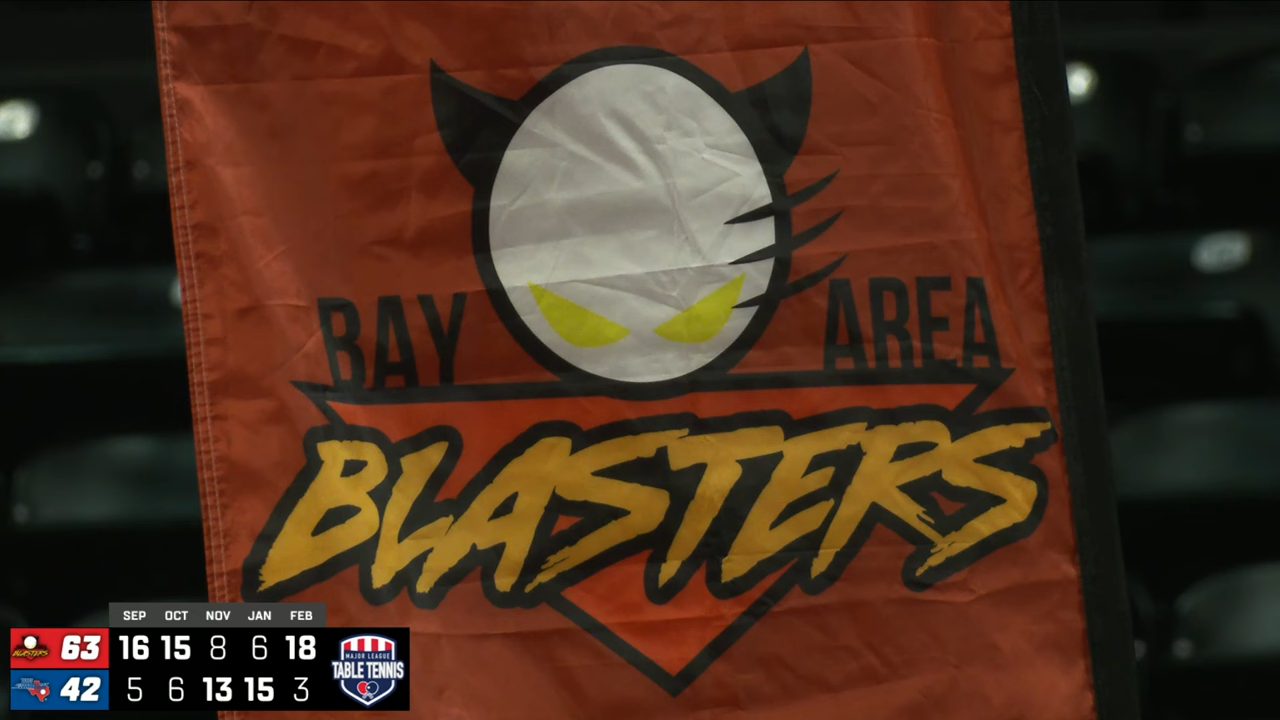 BAY AREA
BLASTERS
SEP OCT NOV JAN FEB
BLASTERS 63 16 15 8 6 18
42 5 6 13 15 3
MAJOR LEAGUE
TABLE TENNIS